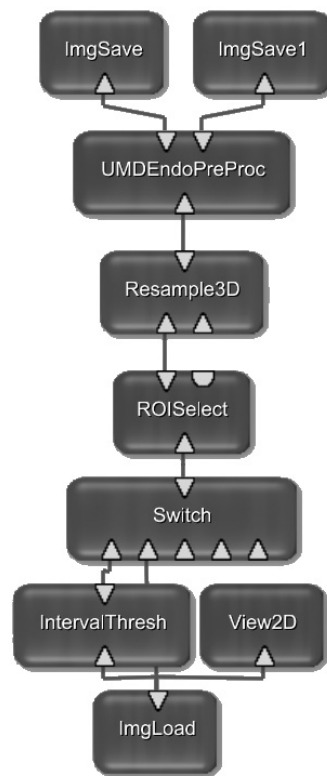 ImgSave
ImgSave1
UMDEndoPreProc
Resample3D
ROISelect
Switch
IntervalThresh
View2D
ImgLoad